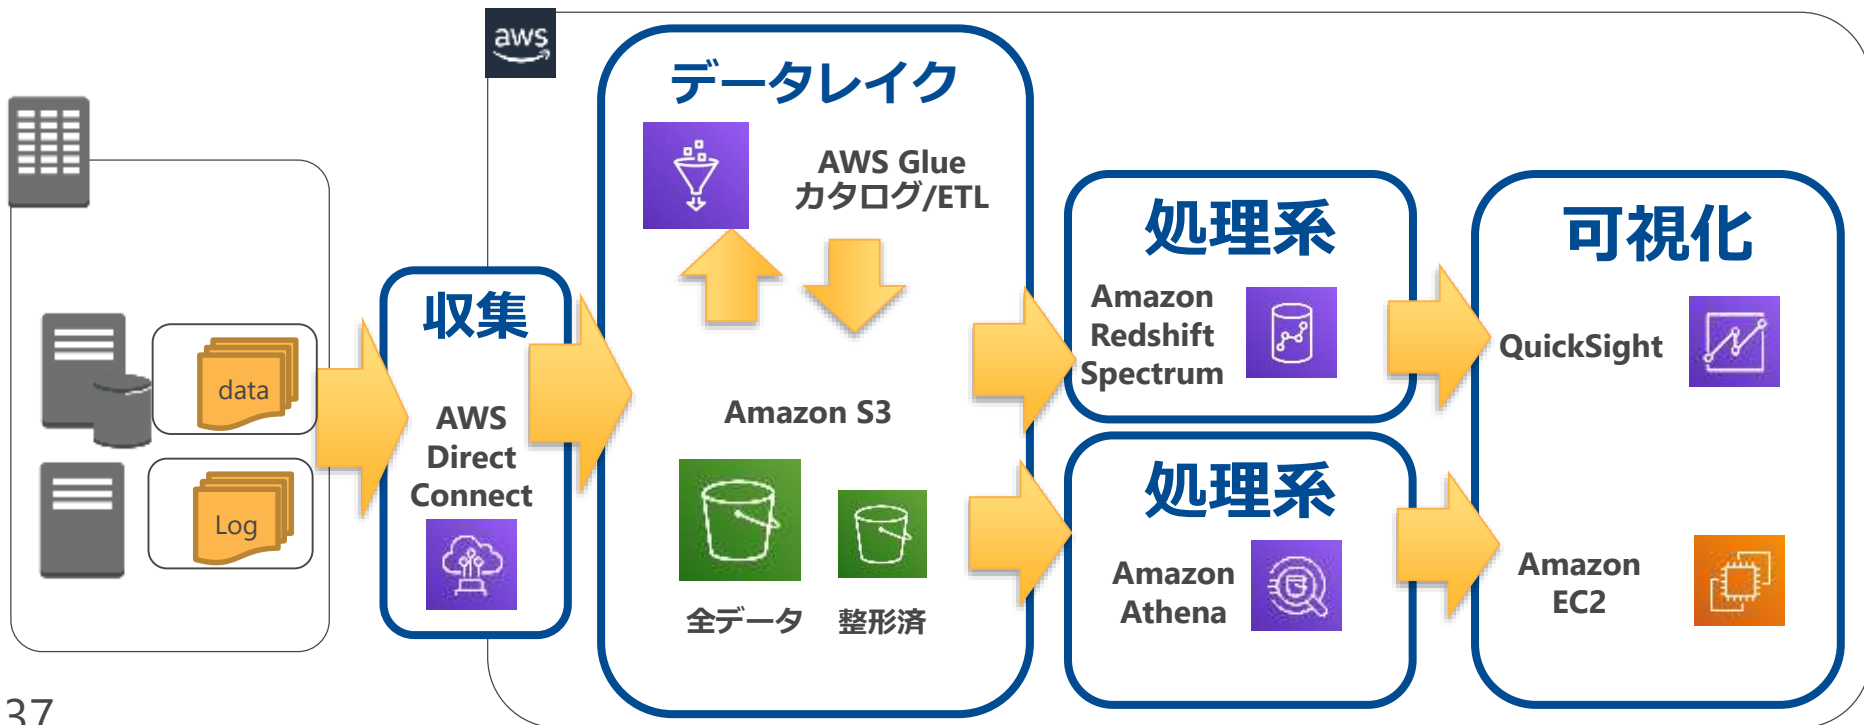 aws
データレイク
AWS Glue
カタログ/ETL
処理系
可視化
収集
Amazon
Redshift
Spectrum
QuickSight
data
AWS
Direct
Connect
Amazon S3
処理系
Log
Amazon
Athena
Amazon
EC2
全データ
整形済
37